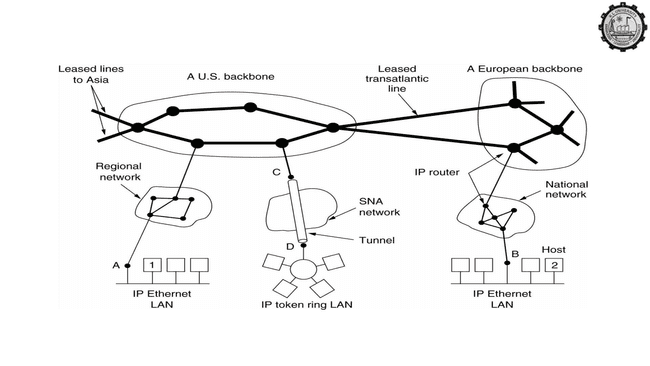 Leased lines
to Asia
A U.S. backbone
Leased
transatlantic
line
A European backbone
Regional
network
C
SNA
network
Tunnel
IP router
National
network
A
1
D
B
Host
2
IP Ethernet
LAN
IP token ring LAN
IP Ethernet
LAN